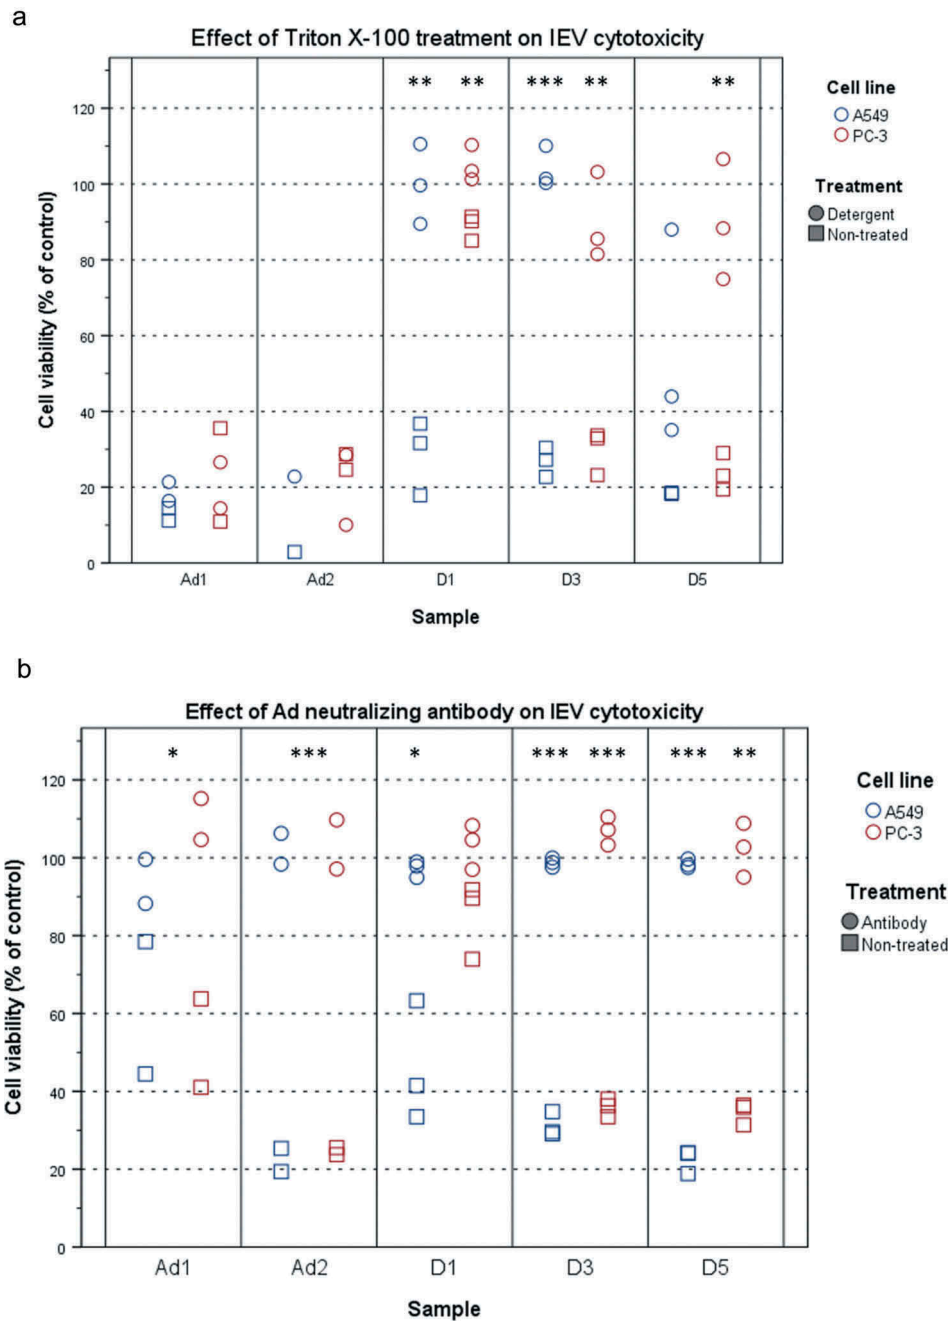 a
Effect of Triton X-100 treatment on IEV cytotoxicity
** ** *** ** **
Cell line
A549
PC-3
Treatment
Detergent
Non-treated
Cell viability (% of control)
120
100
80
60
40
20
0
Ad1 Ad2 D1 D3 D5
Sample
b
Effect of Ad neutralizing antibody on IEV cytotoxicity
* *** * *** *** *** **
Cell line
A549
PC-3
Treatment
Antibody
Non-treated
Cell viability (% of control)
120
100
80
60
40
20
0
Ad1 Ad2 D1 D3 D5
Sample